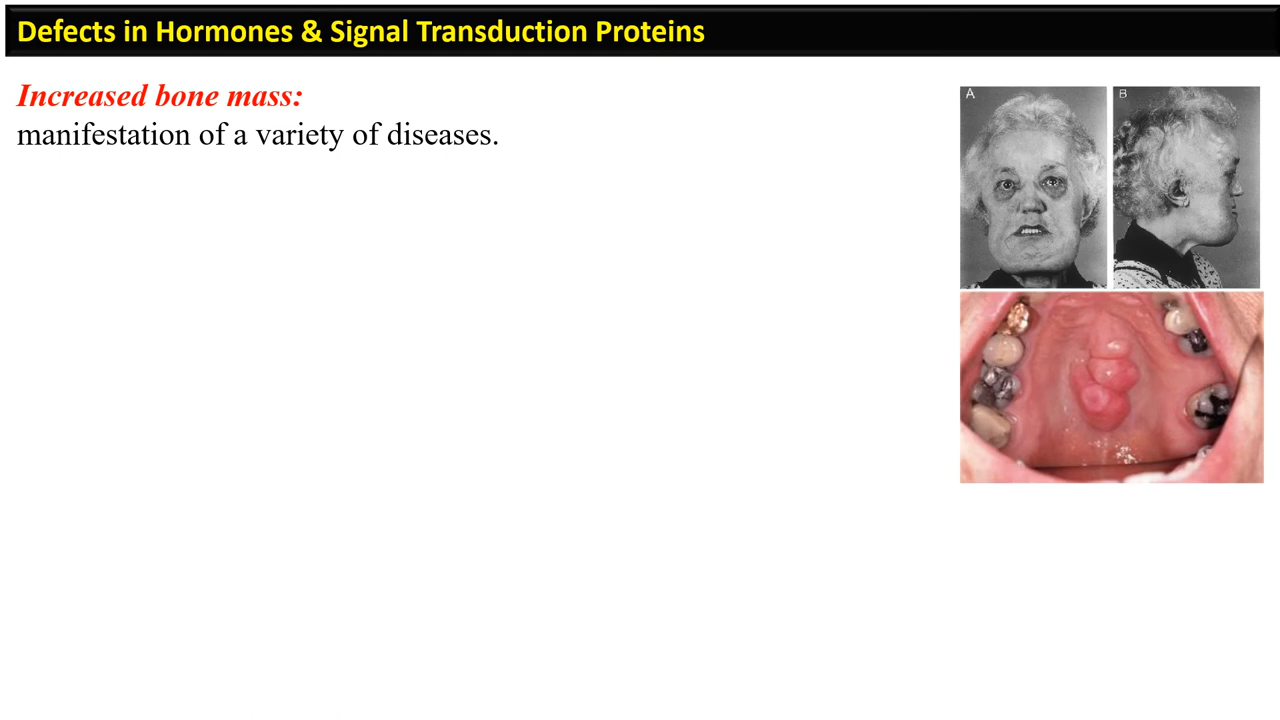 Defects in Hormones & Signal Transduction Proteins
Increased bone mass:
manifestation of a variety of diseases.
A
B